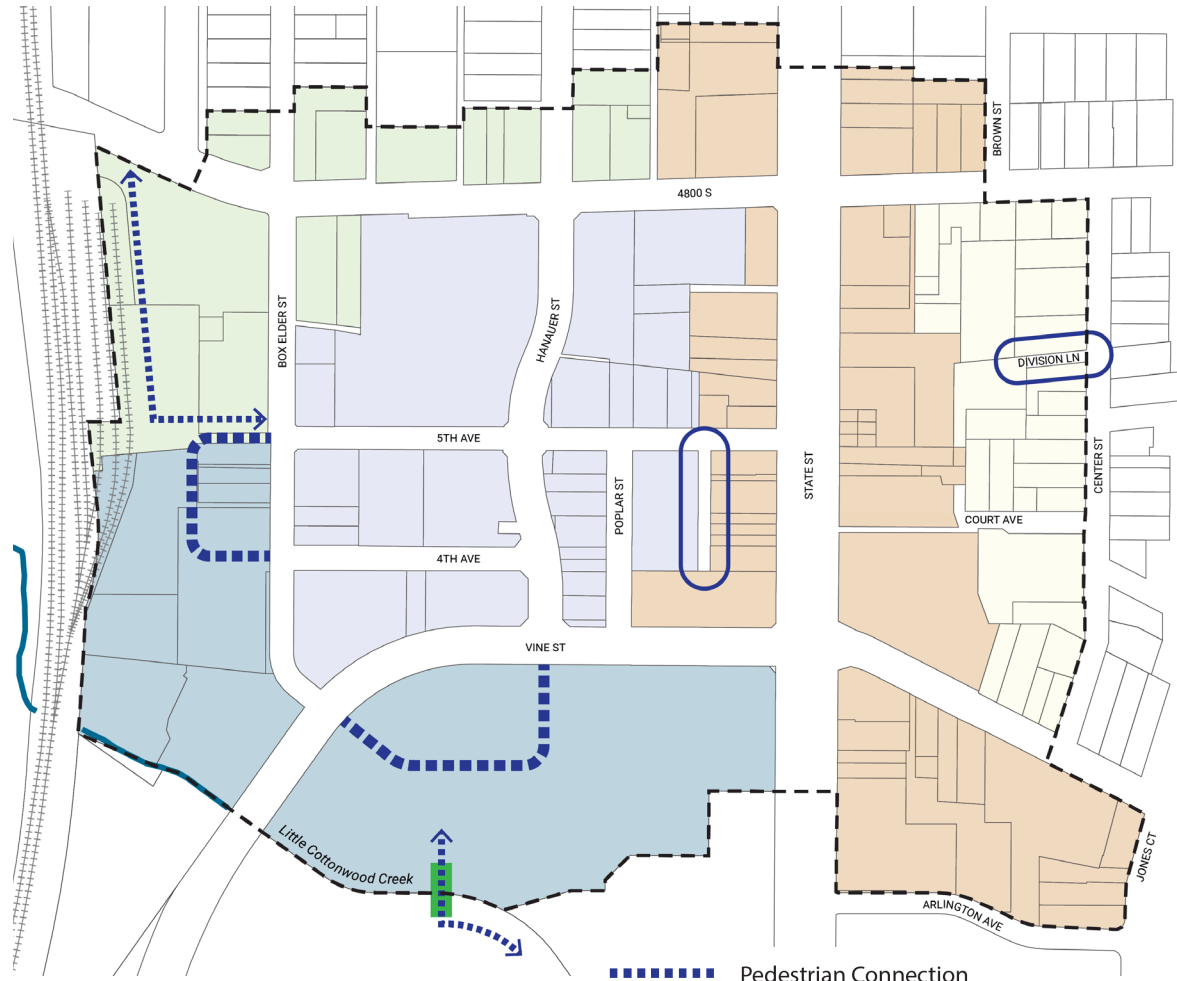 BROWN ST
4800 S
BOX ELDER ST
HANAUER ST
DIVISION LN
5TH AVE
STATE ST
CENTER ST
POPLAR ST
COURT AVE
4TH AVE
VINE ST
Little Cottonwood Creek
JONES CT
ARLINGTON AVE
Pedestrian Connection